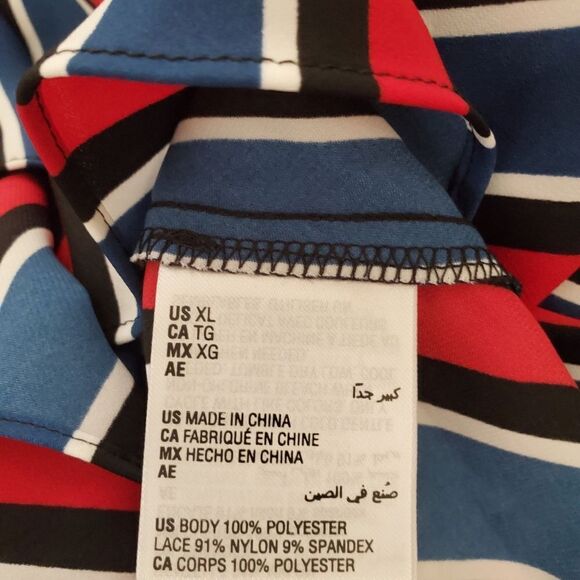 US XL
CA TG
MX XG
AE
كبير جدًا
US MADE IN CHINA
CA FABRIQUÉ EN CHINE
MX HECHO EN CHINA
AE
صُنع في الصين
US BODY 100% POLYESTER
LACE 91% NYLON 9% SPANDEX
CA CORPS 100% POLYESTER